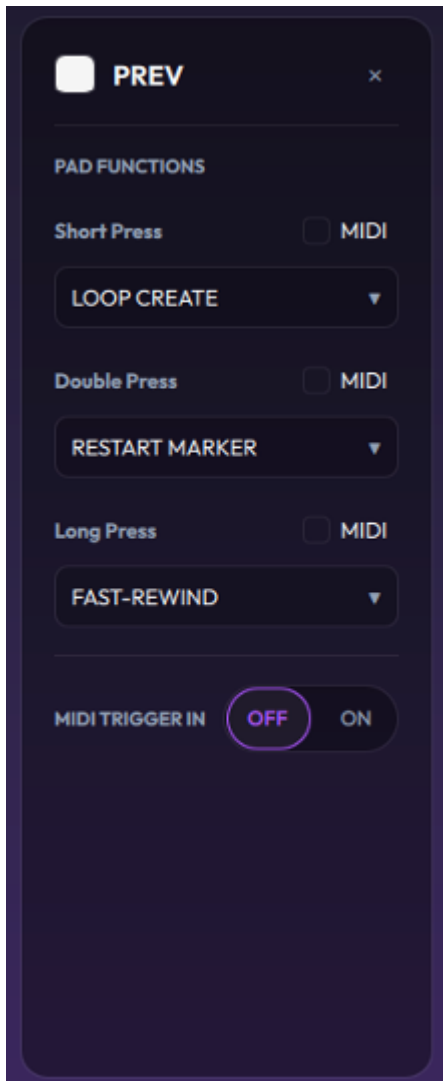 PREV ×
PAD FUNCTIONS
Short Press MIDI
LOOP CREATE ▼
Double Press MIDI
RESTART MARKER ▼
Long Press MIDI
FAST-REWIND ▼
MIDI TRIGGER IN OFF ON